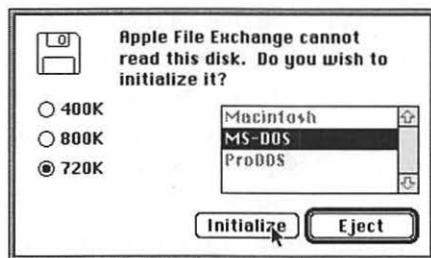 Apple File Exchange cannot
read this disk. Do you wish to
initialize it?
400K
800K
720K
Macintosh
MS-DOS
ProDOS
Initialize
Eject